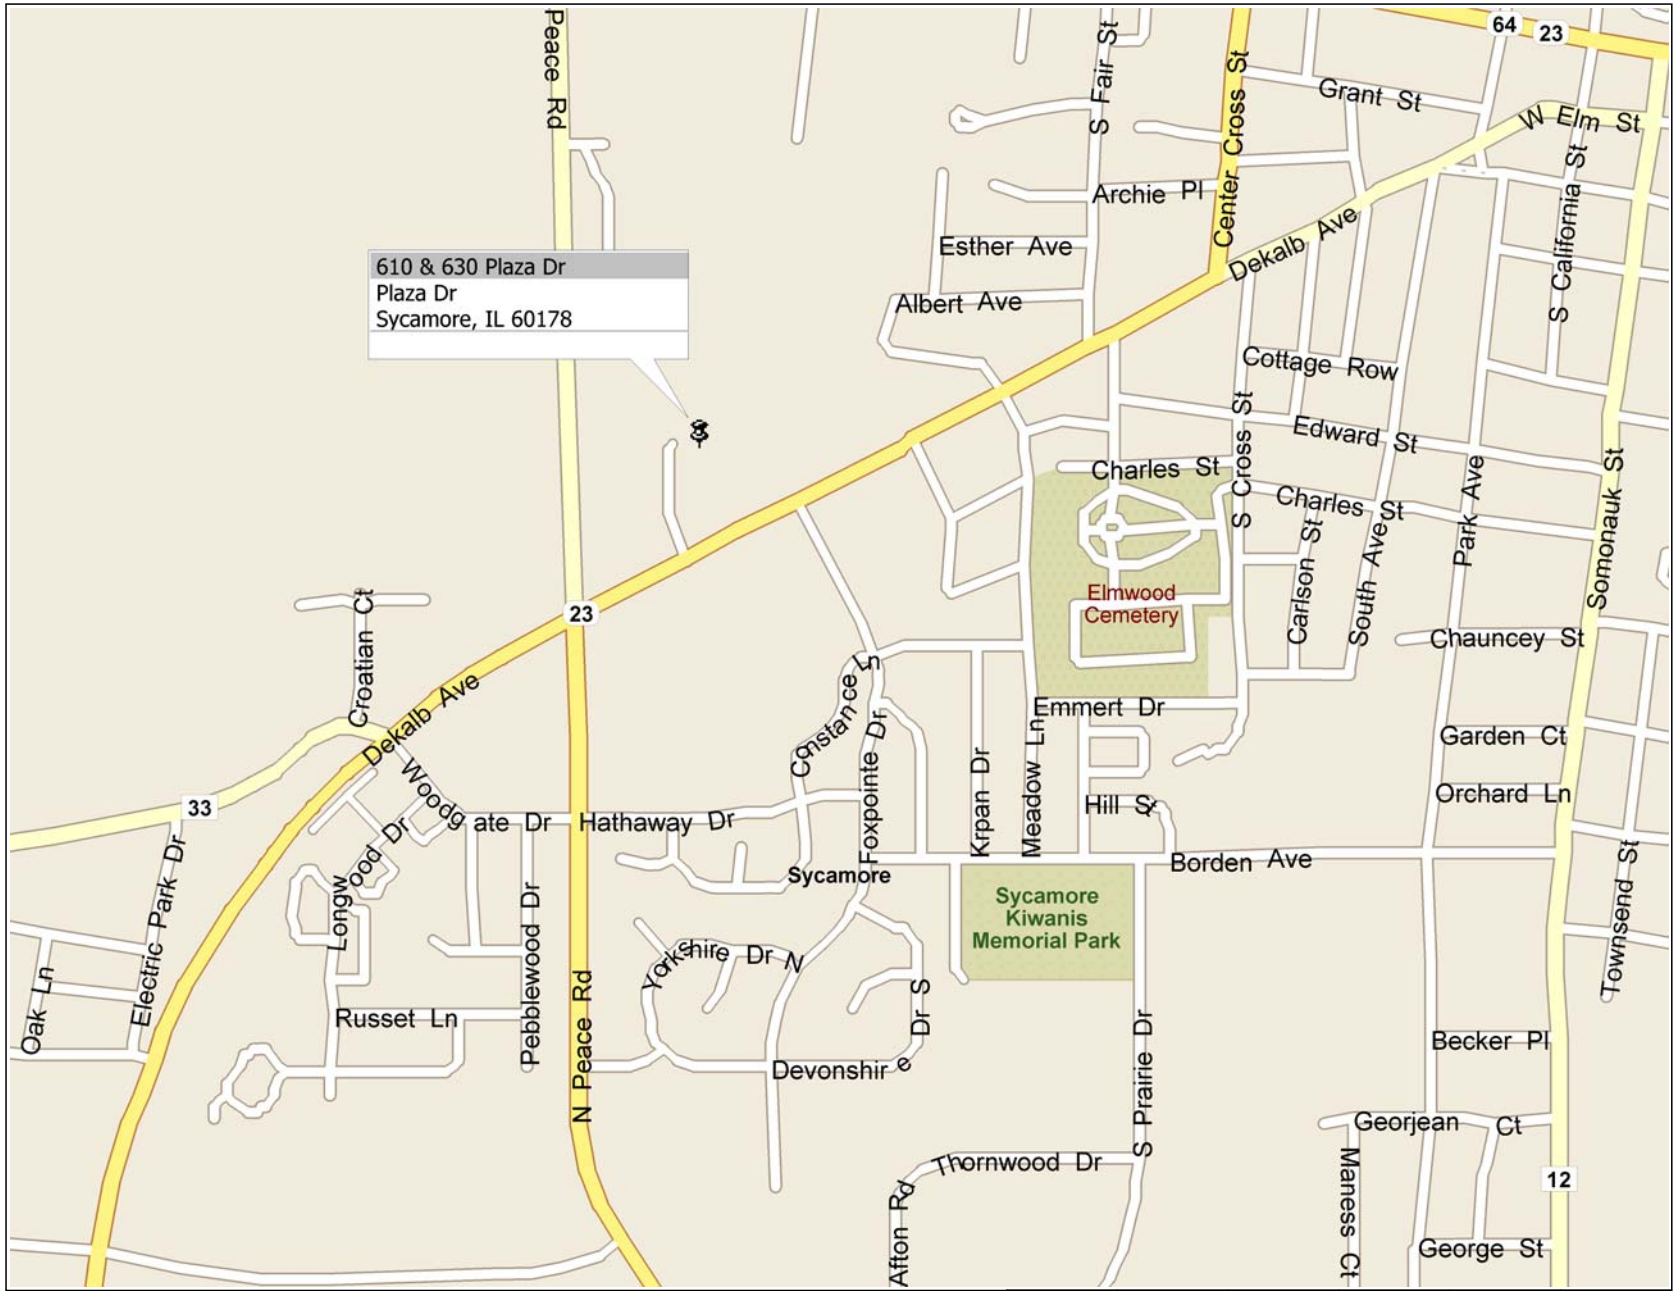 Peace Rd
S Fair St
Center Cross St
64
23
Grant St
W Elm St
Archie Pl
S California St
Esther Ave
Dekalb Ave
610 & 630 Plaza Dr
Plaza Dr
Sycamore, IL 60178
Albert Ave
Cottage Row
Edward St
Charles St
S Cross St
Charles St
Park Ave
Somonauk St
Carlson St
South Ave
Elmwood
Cemetery
23
Croatian Ct
Chauncey St
Constance Ln
Dekalb Ave
Emmert Dr
Foxpointe Dr
Krpan Dr
Meadow Ln
Garden Ct
Orchard Ln
33
Woodgate Dr
Hathaway Dr
Hill St
Borden Ave
Sycamore
Longwood Dr
Electric Park Dr
Pebblewood Dr
Sycamore
Kiwanis
Memorial Park
Townsend St
Yorkshire Dr N
Oak Ln
Russet Ln
N Peace Rd
Devonshire Dr S
S Prairie Dr
Becker Pl
Georjean Ct
Thornwood Dr
Afton Rd
Maness Ct
12
George St